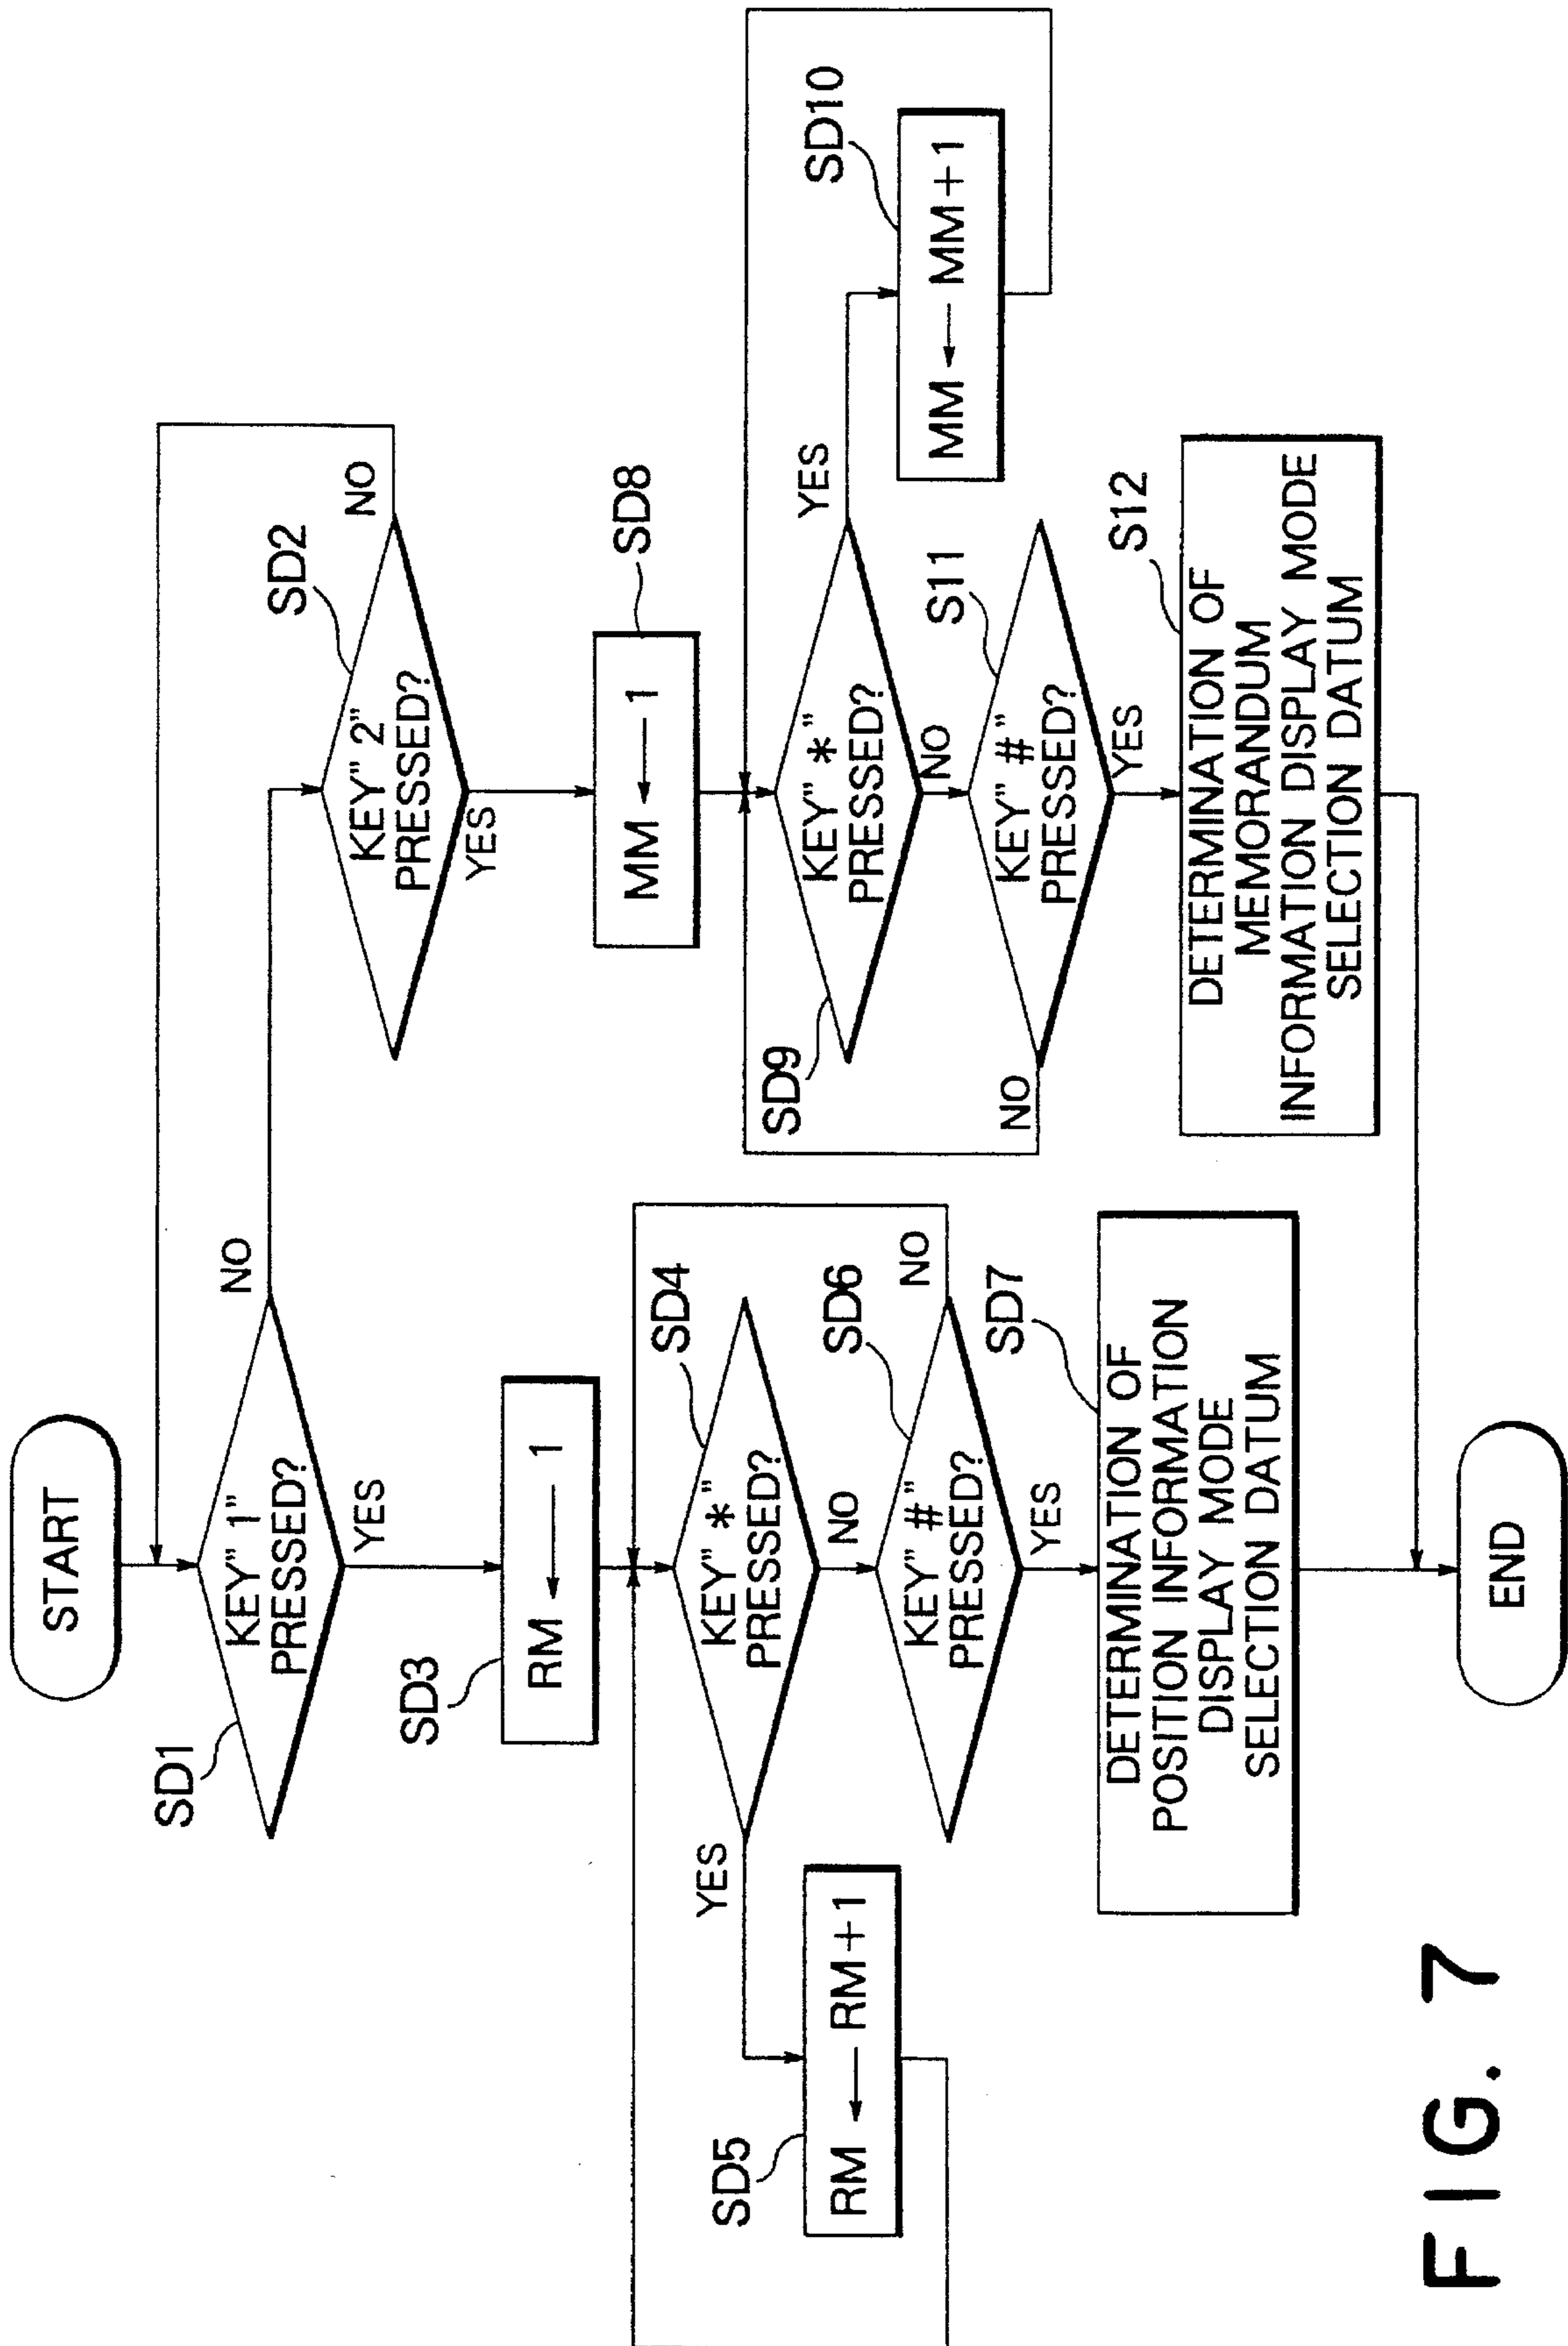 START
SD1
KEY" 1"
PRESSED?
NO
YES
SD2
KEY" 2"
PRESSED?
NO
YES
SD3
RM ← 1
SD8
MM ← 1
SD4
KEY" *"
PRESSED?
YES
NO
SD5
RM ← RM+1
SD6
KEY" #"
PRESSED?
NO
YES
SD7
DETERMINATION OF
POSITION INFORMATION
DISPLAY MODE
SELECTION DATUM
SD9
KEY" *"
PRESSED?
YES
NO
SD10
MM ← MM+1
S11
KEY" #"
PRESSED?
NO
YES
S12
DETERMINATION OF
MEMORANDUM
INFORMATION DISPLAY MODE
SELECTION DATUM
END
FIG. 7